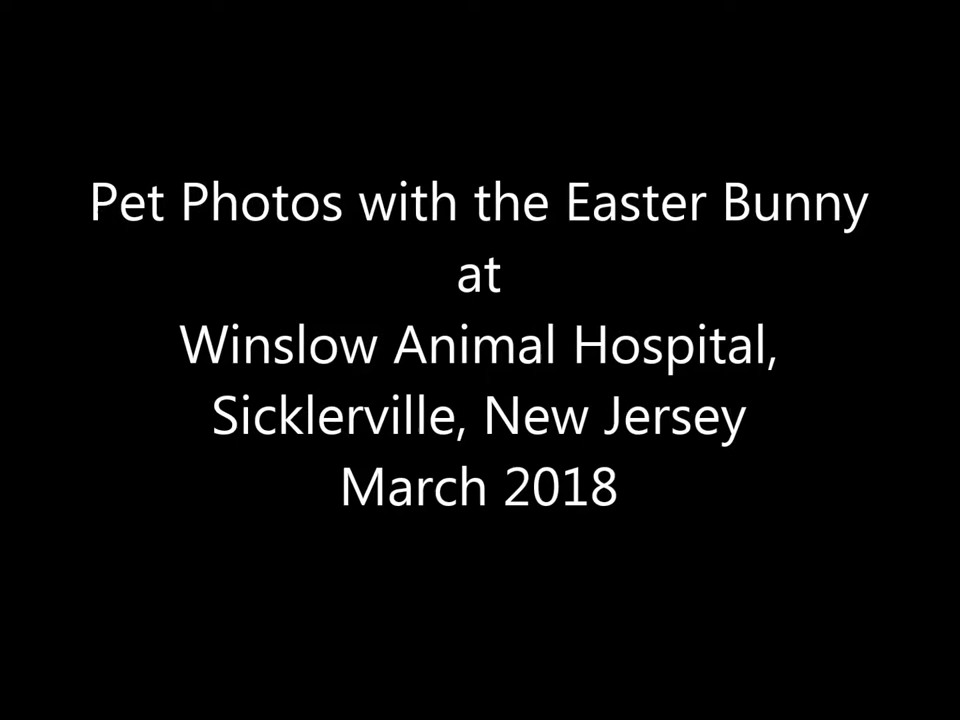 Pet Photos with the Easter Bunny
at
Winslow Animal Hospital,
Sicklerville, New Jersey
March 2018